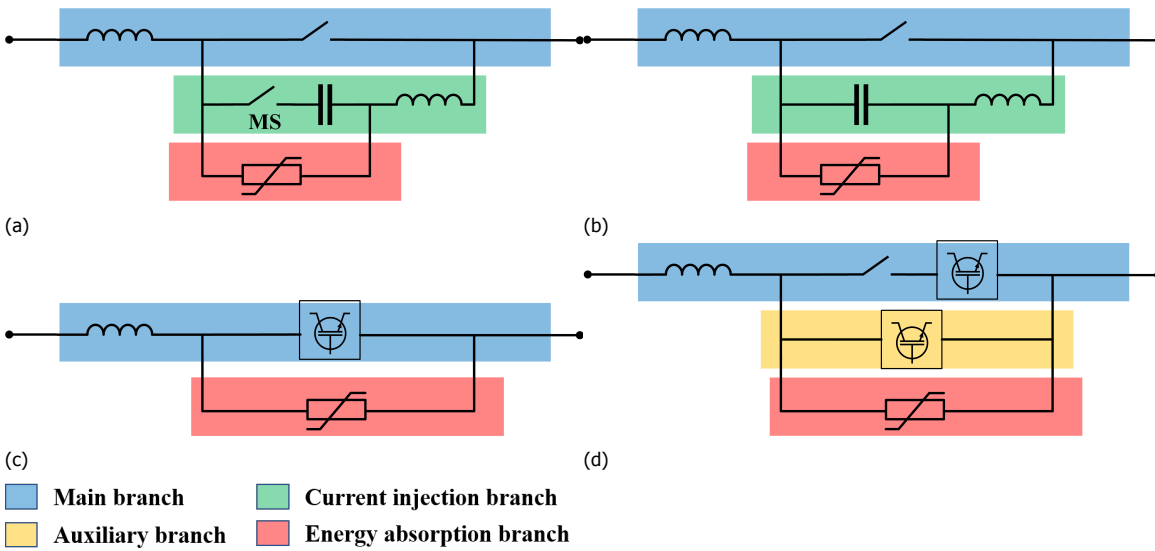 MS
(a)
(b)
(c)
(d)
Main branch
Current injection branch
Auxiliary branch
Energy absorption branch